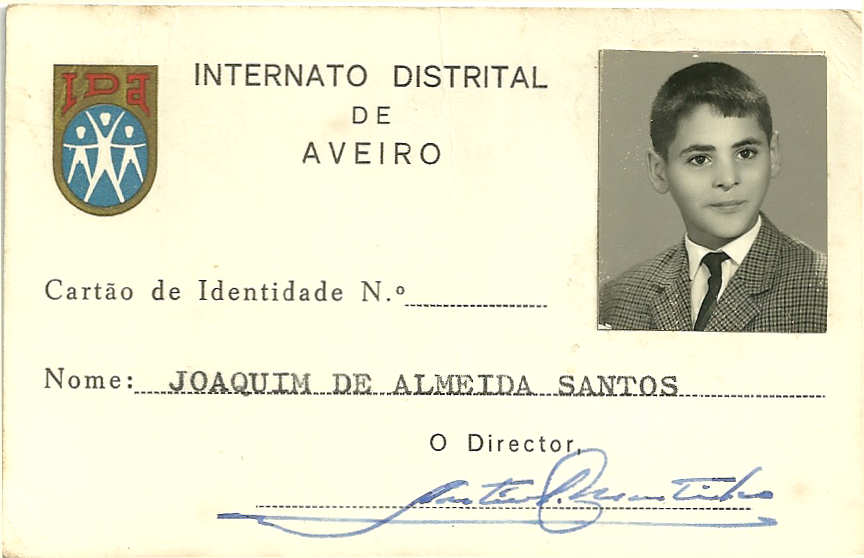 IDA
INTERNATO DISTRITAL
DE
AVEIRO
Cartão de Identidade N.º
Nome: JOAQUIM DE ALMEIDA SANTOS
O Director,